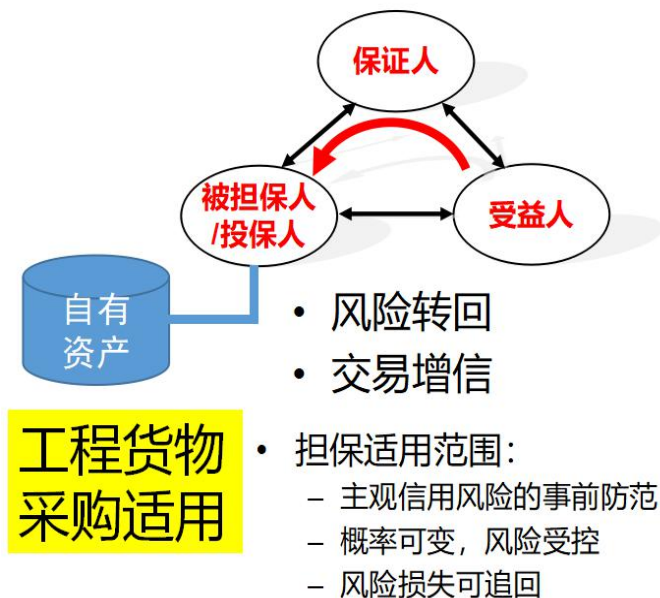 保证人
被担保人
/投保人
受益人
自有
资产
• 风险转回
• 交易增信
工程货物
采购适用
• 担保适用范围：
– 主观信用风险的事前防范
– 概率可变，风险受控
– 风险损失可追回